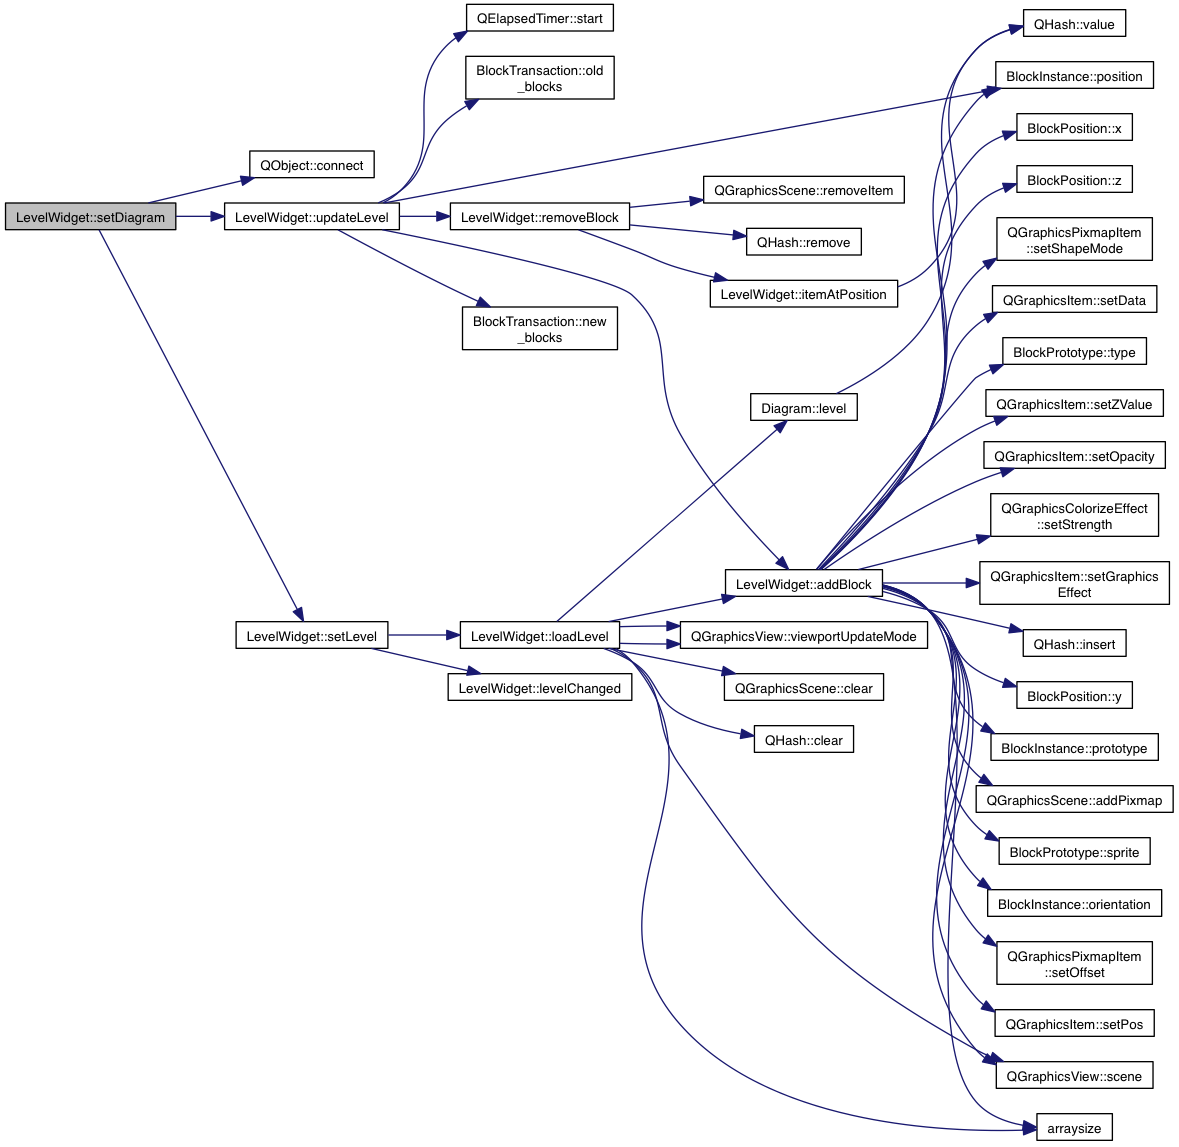 QElapsedTimer::start
BlockTransaction::old
_blocks
QObject::connect
LevelWidget::setDiagram
LevelWidget::updateLevel
LevelWidget::removeBlock
BlockTransaction::new
_blocks
QGraphicsScene::removeItem
QHash::remove
LevelWidget::itemAtPosition
Diagram::level
LevelWidget::setLevel
LevelWidget::loadLevel
LevelWidget::levelChanged
LevelWidget::addBlock
QGraphicsView::viewportUpdateMode
QGraphicsScene::clear
QHash::clear
QHash::value
BlockInstance::position
BlockPosition::x
BlockPosition::z
QGraphicsPixmapItem
::setShapeMode
QGraphicsItem::setData
BlockPrototype::type
QGraphicsItem::setZValue
QGraphicsItem::setOpacity
QGraphicsColorizeEffect
::setStrength
QGraphicsItem::setGraphics
Effect
QHash::insert
BlockPosition::y
BlockInstance::prototype
QGraphicsScene::addPixmap
BlockPrototype::sprite
BlockInstance::orientation
QGraphicsPixmapItem
::setOffset
QGraphicsItem::setPos
QGraphicsView::scene
arraysize